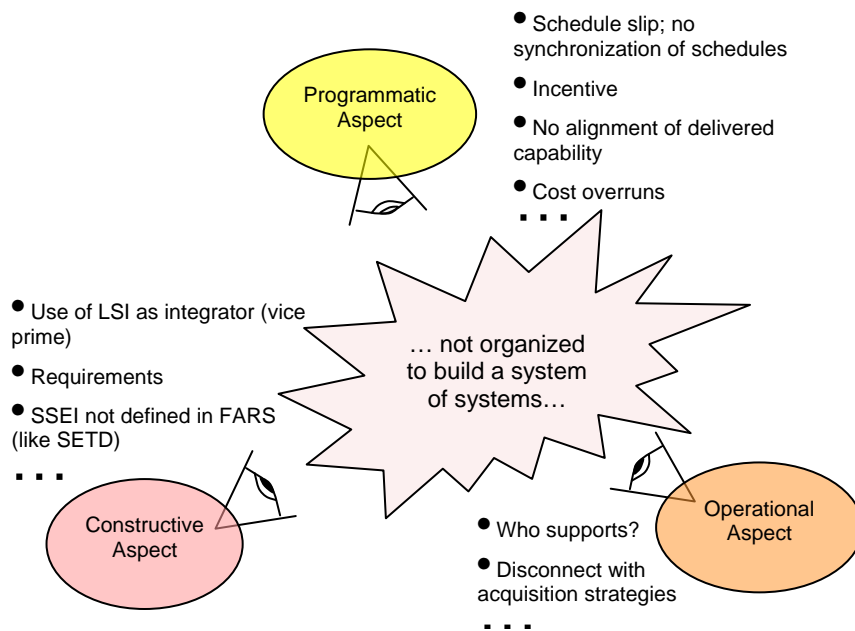 ● Schedule slip; no
synchronization of schedules
● Incentive
● No alignment of delivered
capability
● Cost overruns
. . .
Programmatic
Aspect
● Use of LSI as integrator (vice
prime)
● Requirements
● SSEI not defined in FARS
(like SETD)
. . .
… not organized
to build a system
of systems…
Constructive
Aspect
Operational
Aspect
● Who supports?
● Disconnect with
acquisition strategies
. . .